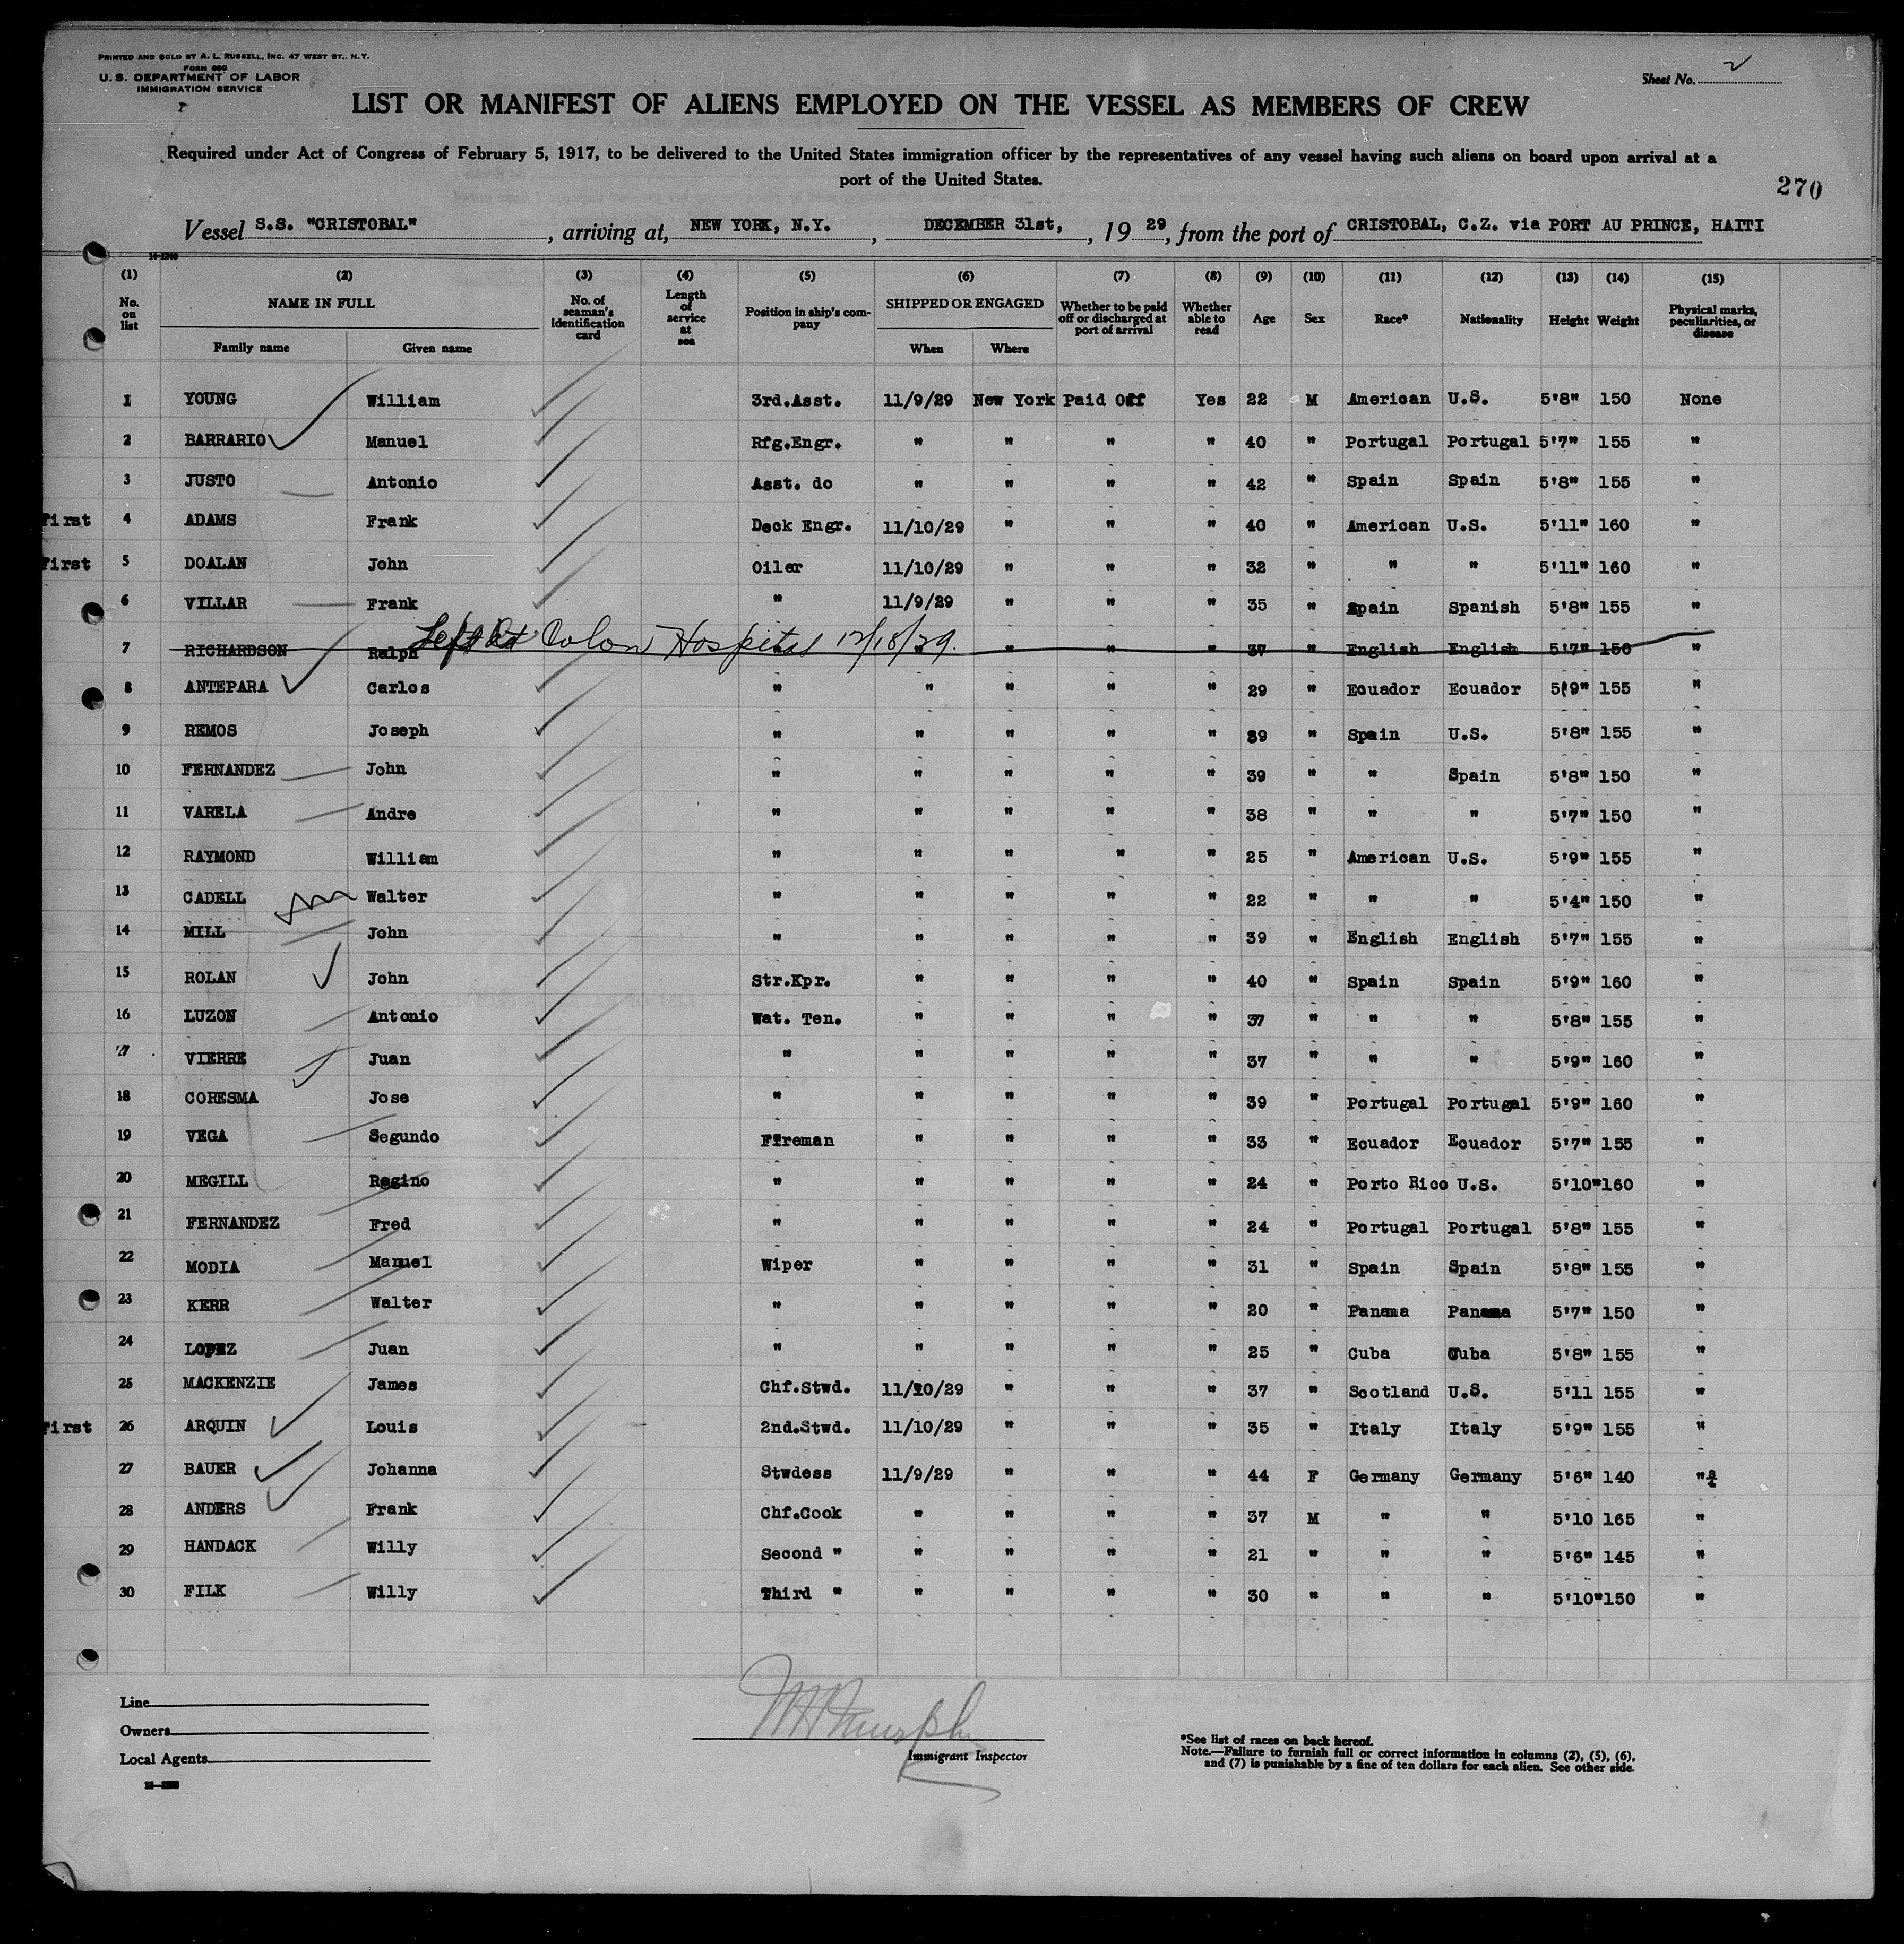 PRINTED AND SOLD BY A. L. RUSSELL, INC. 47 WEST ST., N.Y.
FORM 680
U. S. DEPARTMENT OF LABOR
IMMIGRATION SERVICE
Sheet No. 2
LIST OR MANIFEST OF ALIENS EMPLOYED ON THE VESSEL AS MEMBERS OF CREW
Required under Act of Congress of February 5, 1917, to be delivered to the United States immigration officer by the representatives of any vessel having such aliens on board upon arrival at a
port of the United States.
270
Vessel S.S. "CRISTOBAL", arriving at, NEW YORK, N.Y., DECEMBER 31st,, 19 29, from the port of CRISTOBAL, C.Z. via PORT AU PRINCE, HAITI
(1) (2) (3) (4) (5) (6) (7) (8) (9) (10) (11) (12) (13) (14) (15)
No. on list NAME IN FULL Family name Given name No. of seaman's identification card Length of service at sea Position in ship's company SHIPPED OR ENGAGED When Where Whether to be paid off or discharged at port of arrival Whether able to read Age Sex Race* Nationality Height Weight Physical marks, peculiarities, or disease
1 YOUNG William 3rd.Asst. 11/9/29 New York Paid Off Yes 22 M American U.S. 5'8" 150 None
2 BARRARIO Manuel Rfg.Engr. " " " " 40 " Portugal Portugal 5'7" 155 "
3 JUSTO Antonio Asst. do " " " " 42 " Spain Spain 5'8" 155 "
First 4 ADAMS Frank Deck Engr. 11/10/29 " " " 40 " American U.S. 5'11" 160 "
First 5 DOALAN John Oiler 11/10/29 " " " 32 " " " 5'11" 160 "
6 VILLAR Frank " 11/9/29 " " " 35 " Spain Spanish 5'8" 155 "
7 RICHARDSON Ralph Left At Colon Hospital 12/18/29. " " " 37 " English English 5'7" 150 "
8 ANTEPARA Carlos " " " " " 29 " Ecuador Ecuador 5'9" 155 "
9 REMOS Joseph " " " " " 39 " Spain U.S. 5'8" 155 "
10 FERNANDEZ John " " " " " 39 " " Spain 5'8" 150 "
11 VARELA Andre " " " " " 38 " " " 5'7" 150 "
12 RAYMOND William " " " " " 25 " American U.S. 5'9" 155 "
13 CADELL Walter " " " " " 22 " " " 5'4" 150 "
14 MILL John " " " " " 39 " English English 5'7" 155 "
15 ROLAN John Str.Kpr. " " " " 40 " Spain Spain 5'9" 160 "
16 LUZON Antonio Wat. Ten. " " " " 37 " " " 5'8" 155 "
17 VIERRE Juan " " " " " 37 " " " 5'9" 160 "
18 CORESMA Jose " " " " " 39 " Portugal Portugal 5'9" 160 "
19 VEGA Segundo Fireman " " " " 33 " Ecuador Ecuador 5'7" 155 "
20 MEGILL Regino " " " " " 24 " Porto Rico U.S. 5'10" 160 "
21 FERNANDEZ Fred " " " " " 24 " Portugal Portugal 5'8" 155 "
22 MODIA Manuel Wiper " " " " 31 " Spain Spain 5'8" 155 "
23 KERR Walter " " " " " 20 " Panama Panama 5'7" 150 "
24 LOPEZ Juan " " " " " 25 " Cuba Cuba 5'8" 155 "
25 MACKENZIE James Chf.Stwd. 11/10/29 " " " 37 " Scotland U.S. 5'11 155 "
First 26 ARQUIN Louis 2nd.Stwd. 11/10/29 " " " 35 " Italy Italy 5'9" 155 "
27 BAUER Johanna Stwdess 11/9/29 " " " 44 F Germany Germany 5'6" 140 "
28 ANDERS Frank Chf.Cook " " " " 37 M " " 5'10 165 "
29 HANDACK Willy Second " " " " " 21 " " " 5'6" 145 "
30 FILK Willy Third " " " " " 30 " " " 5'10" 150 "
Line
Owners
Local Agents
Immigrant Inspector
*See list of races on back hereof.
Note.—Failure to furnish full or correct information in columns (2), (5), (6),
and (7) is punishable by a fine of ten dollars for each alien. See other side.